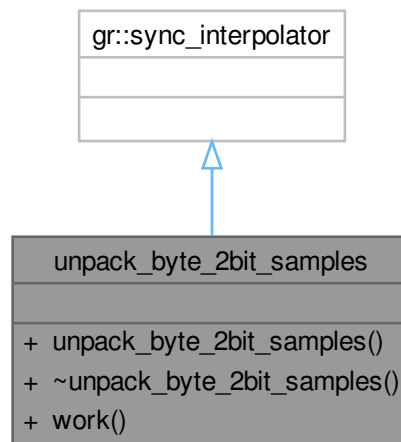 gr::sync_interpolator
unpack_byte_2bit_samples
+ unpack_byte_2bit_samples()
+ ~unpack_byte_2bit_samples()
+ work()